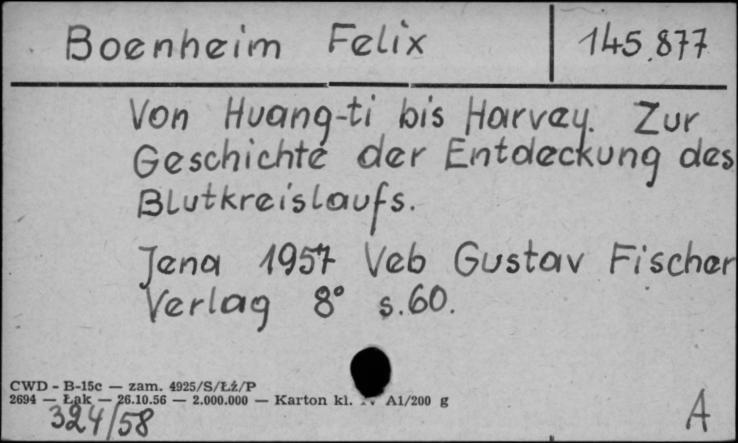 Boenheim Felix 145.877
Von Huang-ti bis Harvey. Zur
Geschichte der Entdeckung des
Blutkreislaufs.
Jena 1957 Veb Gustav Fischer
Verlag 8° s.60.
CWD - B-15c — zam. 4925/S/Łź/P
2694 — Łąk — 26.10.56 — 2.000.000 — Karton kl. A1/200 g
324/58
A